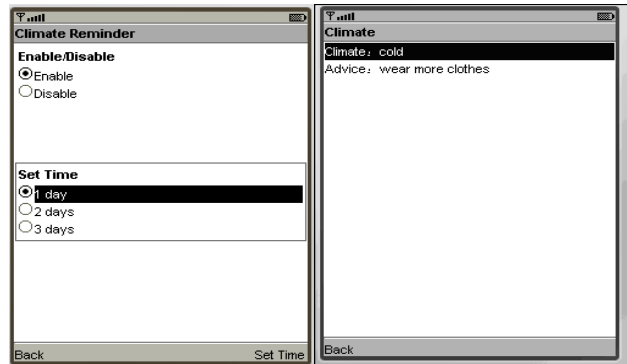 Climate Reminder
Enable/Disable
Enable
Disable
Set Time
1 day
2 days
3 days
Back Set Time
Climate
Climate：cold
Advice：wear more clothes
Back